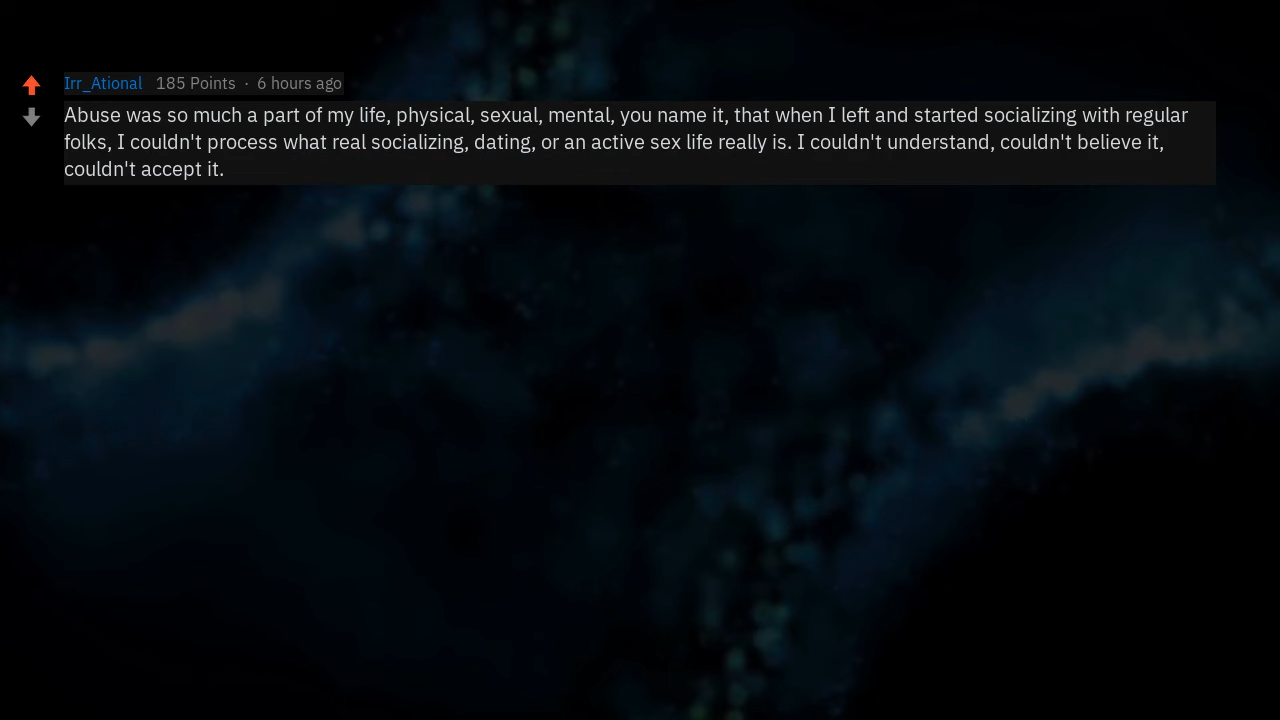 Irr_Ational 185 Points · 6 hours ago
Abuse was so much a part of my life, physical, sexual, mental, you name it, that when I left and started socializing with regular
folks, I couldn't process what real socializing, dating, or an active sex life really is. I couldn't understand, couldn't believe it,
couldn't accept it.